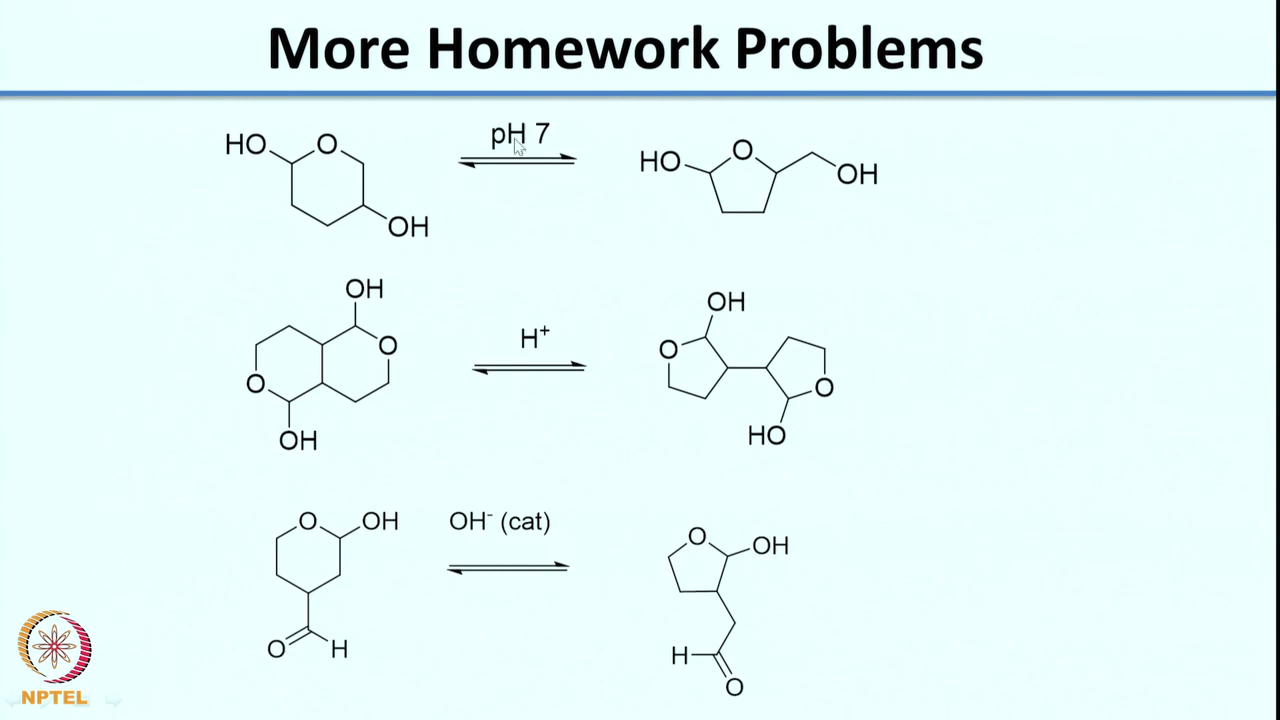 More Homework Problems
HO O OH
pH 7
HO O OH
OH O O OH
H+
OH O O HO
O OH O H
OH- (cat)
O OH H O
NPTEL